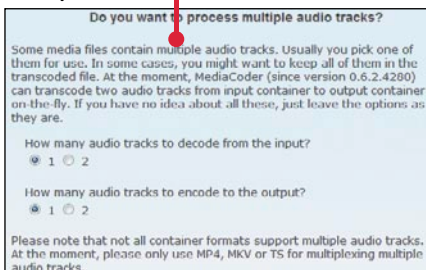 Do you want to process multiple audio tracks?
Some media files contain multiple audio tracks. Usually you pick one of
them for use. In some cases, you might want to keep all of them in the
transcoded file. At the moment, MediaCoder (since version 0.6.2.4280)
can transcode two audio tracks from input container to output container
on-the-fly. If you have no idea about all these, just leave the options as
they are.
How many audio tracks to decode from the input?
1 2
How many audio tracks to encode to the output?
1 2
Please note that not all container formats support multiple audio tracks.
At the moment, please only use MP4, MKV or TS for multiplexing multiple
audio tracks.